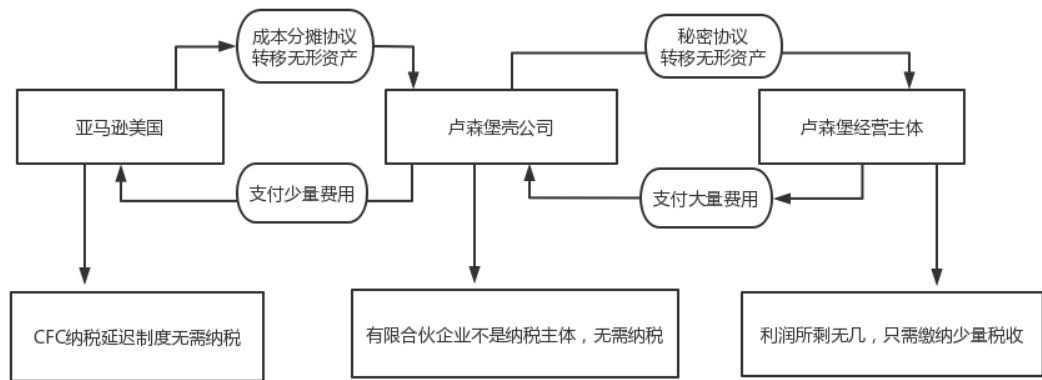 成本分摊协议
转移无形资产
秘密协议
转移无形资产
亚马逊美国
卢森堡壳公司
卢森堡经营主体
支付少量费用
支付大量费用
CFC纳税延迟制度无需纳税
有限合伙企业不是纳税主体，无需纳税
利润所剩无几，只需缴纳少量税收